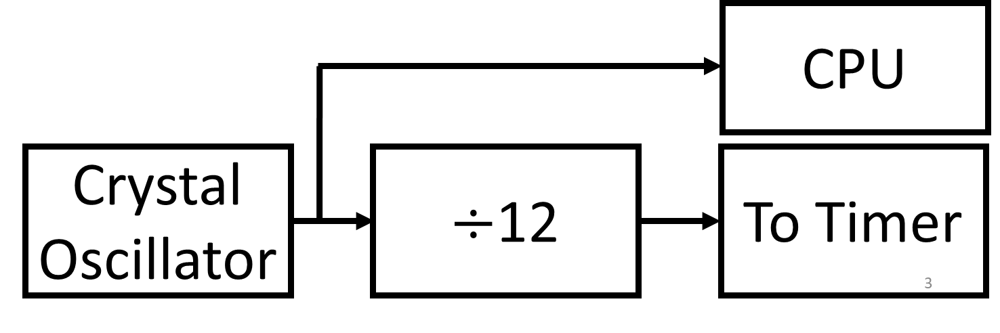 CPU
Crystal
Oscillator
÷12
To Timer
3